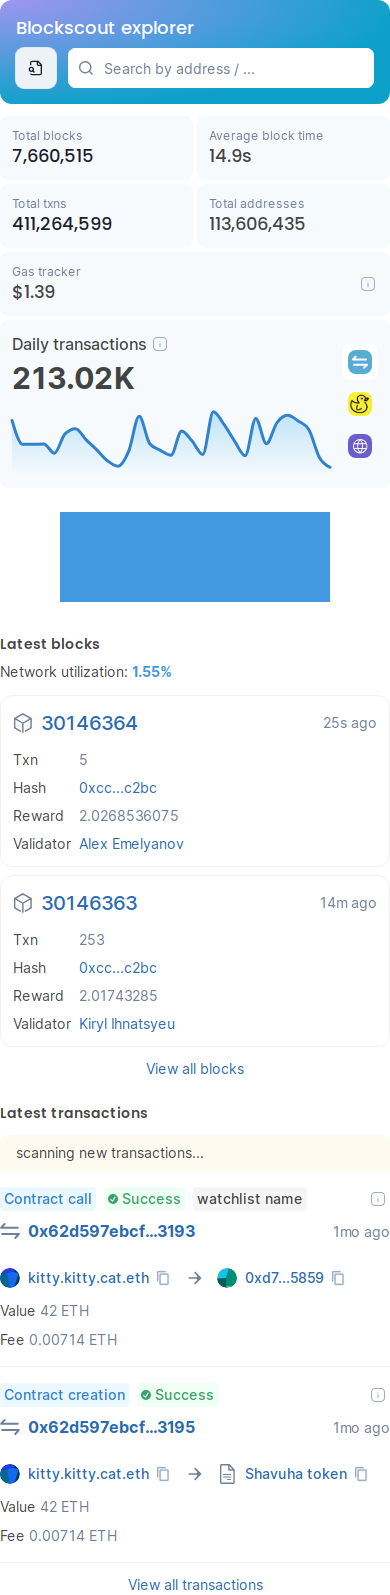 Blockscout explorer
Search by address / ...
Total blocks
7,660,515
Average block time
14.9s
Total txns
411,264,599
Total addresses
113,606,435
Gas tracker
$1.39
Daily transactions
213.02K
Latest blocks
Network utilization: 1.55%
30146364 25s ago
Txn 5
Hash 0xcc...c2bc
Reward 2.0268536075
Validator Alex Emelyanov
30146363 14m ago
Txn 253
Hash 0xcc...c2bc
Reward 2.01743285
Validator Kiryl Ihnatsyeu
View all blocks
Latest transactions
scanning new transactions...
Contract call Success watchlist name
0x62d597ebcf...3193 1mo ago
kitty.kitty.cat.eth 0xd7...5859
Value 42 ETH
Fee 0.00714 ETH
Contract creation Success
0x62d597ebcf...3195 1mo ago
kitty.kitty.cat.eth Shavuha token
Value 42 ETH
Fee 0.00714 ETH
View all transactions